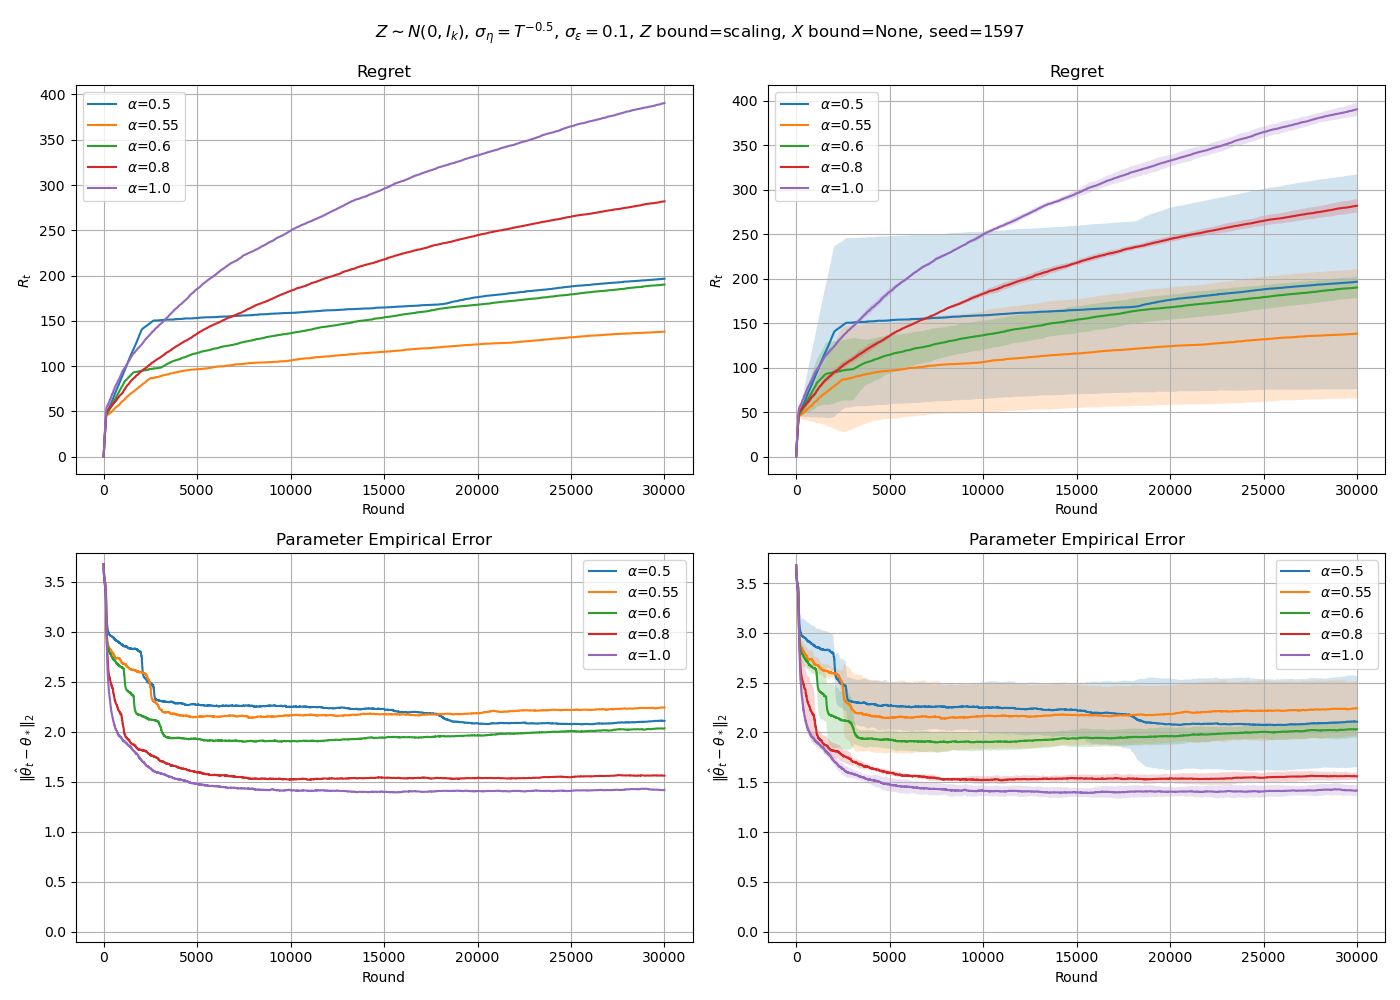 Z ~ N(0, I_k), σ_η = T^{-0.5}, σ_ε = 0.1, Z bound=scaling, X bound=None, seed=1597
Regret
400
350
300
250
200
150
100
50
0
R_t
α=0.5
α=0.55
α=0.6
α=0.8
α=1.0
0 5000 10000 15000 20000 25000 30000
Round
Regret
400
350
300
250
200
150
100
50
0
R_t
α=0.5
α=0.55
α=0.6
α=0.8
α=1.0
0 5000 10000 15000 20000 25000 30000
Round
Parameter Empirical Error
3.5
3.0
2.5
2.0
1.5
1.0
0.5
0.0
‖θ̂_t − θ_*‖_2
α=0.5
α=0.55
α=0.6
α=0.8
α=1.0
0 5000 10000 15000 20000 25000 30000
Round
Parameter Empirical Error
3.5
3.0
2.5
2.0
1.5
1.0
0.5
0.0
‖θ̂_t − θ_*‖_2
α=0.5
α=0.55
α=0.6
α=0.8
α=1.0
0 5000 10000 15000 20000 25000 30000
Round